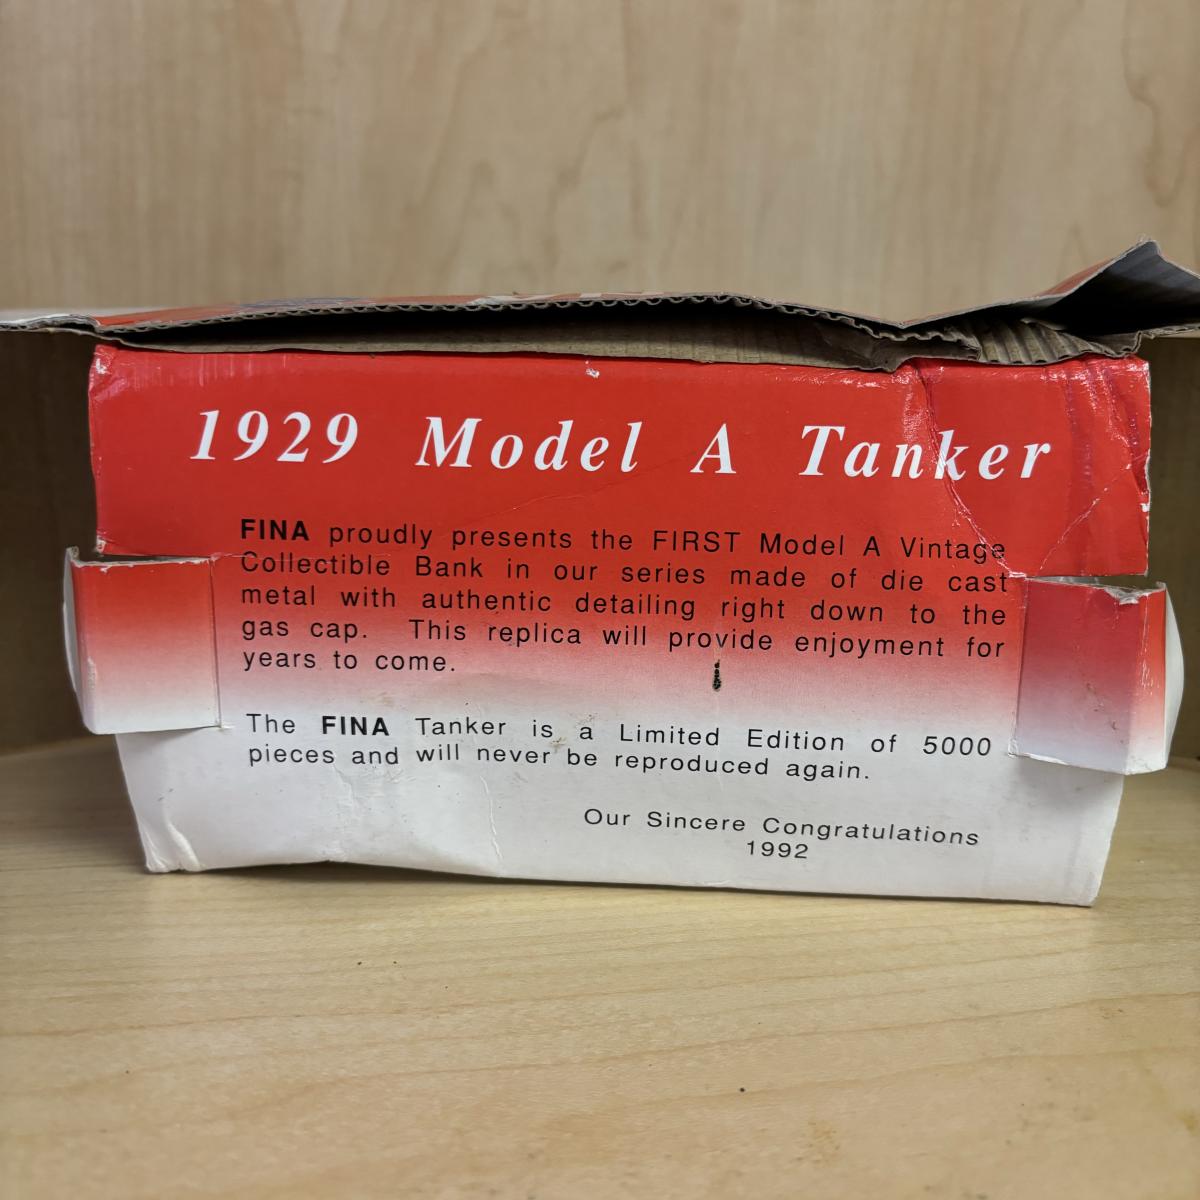 1929 Model A Tanker
FINA proudly presents the FIRST Model A Vintage
Collectible Bank in our series made of die cast
metal with authentic detailing right down to the
gas cap. This replica will provide enjoyment for
years to come.
The FINA Tanker is a Limited Edition of 5000
pieces and will never be reproduced again.
Our Sincere Congratulations
1992